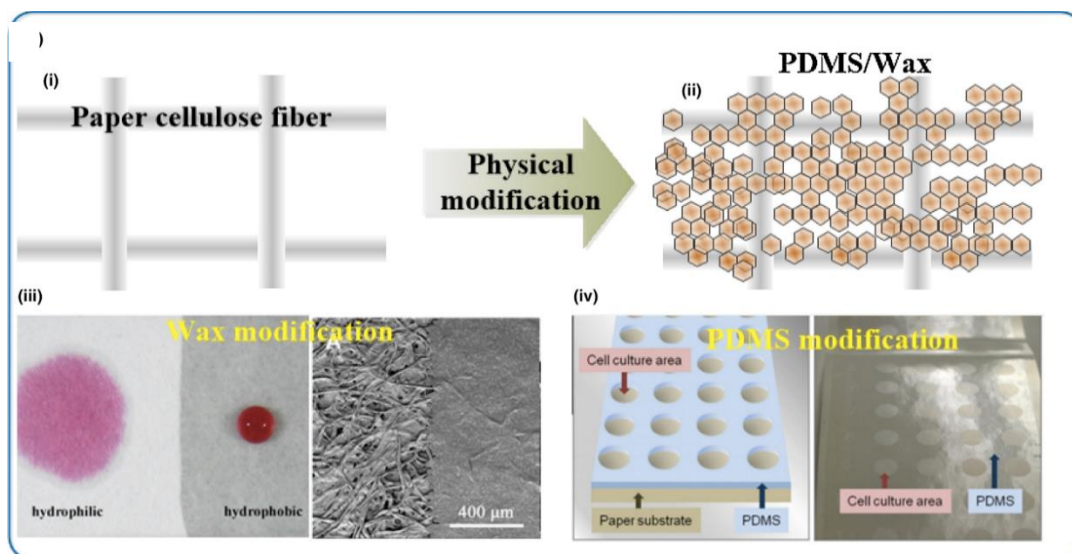 )
(i)
Paper cellulose fiber
Physical
modification
PDMS/Wax
(ii)
(iii)
Wax modification
hydrophilic
hydrophobic
400 μm
(iv)
PDMS modification
Cell culture area
Paper substrate
PDMS
Cell culture area
PDMS